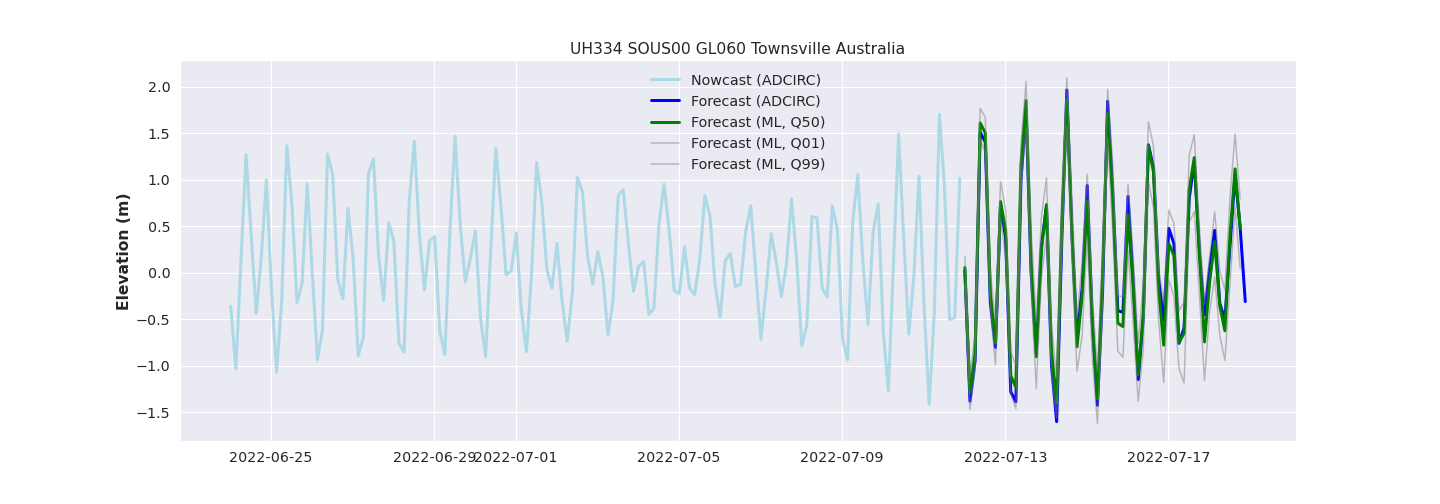 UH334 SOUS00 GL060 Townsville Australia
Nowcast (ADCIRC)
Forecast (ADCIRC)
Forecast (ML, Q50)
Forecast (ML, Q01)
Forecast (ML, Q99)
Elevation (m)
2.0
1.5
1.0
0.5
0.0
−0.5
−1.0
−1.5
2022-06-25 2022-06-29 2022-07-01 2022-07-05 2022-07-09 2022-07-13 2022-07-17